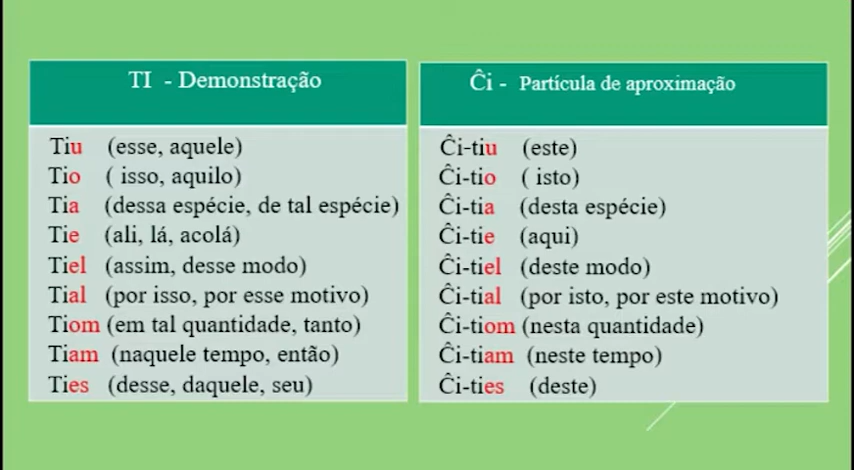 TI - Demonstração
Tiu (esse, aquele)
Tio ( isso, aquilo)
Tia (dessa espécie, de tal espécie)
Tie (ali, lá, acolá)
Tiel (assim, desse modo)
Tial (por isso, por esse motivo)
Tiom (em tal quantidade, tanto)
Tiam (naquele tempo, então)
Ties (desse, daquele, seu)
Ĉi - Partícula de aproximação
Ĉi-tiu (este)
Ĉi-tio ( isto)
Ĉi-tia (desta espécie)
Ĉi-tie (aqui)
Ĉi-tiel (deste modo)
Ĉi-tial (por isto, por este motivo)
Ĉi-tiom (nesta quantidade)
Ĉi-tiam (neste tempo)
Ĉi-ties (deste)